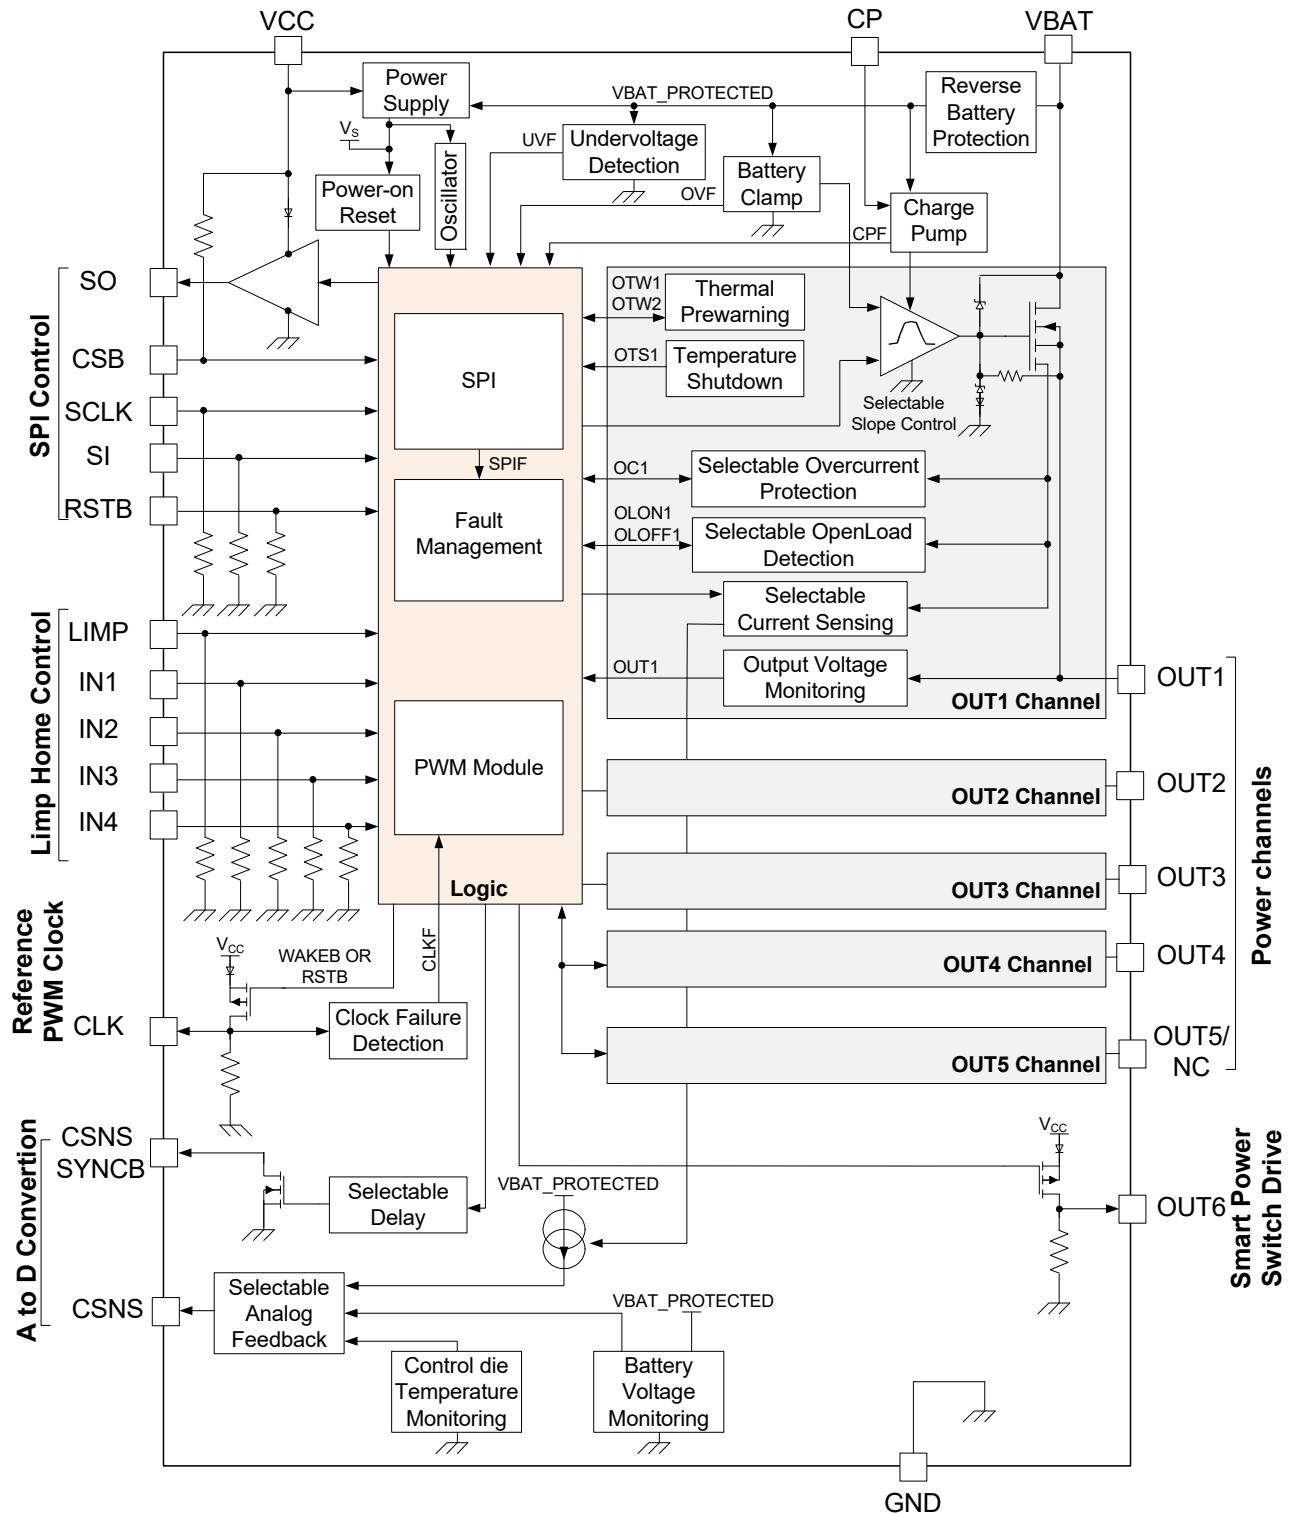 VCC
CP
VBAT
Power
Supply
VBAT_PROTECTED
Reverse
Battery
Protection
VS
UVF
Undervoltage
Detection
Oscillator
Power-on
Reset
OVF
Battery
Clamp
Charge
Pump
CPF
SPI Control
SO
CSB
SCLK
SI
RSTB
SPI
SPIF
Fault
Management
PWM Module
Logic
OTW1
OTW2
Thermal
Prewarning
OTS1
Temperature
Shutdown
Selectable
Slope Control
OC1
Selectable Overcurrent
Protection
OLON1
OLOFF1
Selectable OpenLoad
Detection
Selectable
Current Sensing
OUT1
Output Voltage
Monitoring
OUT1 Channel
OUT1
Limp Home Control
LIMP
IN1
IN2
IN3
IN4
OUT2 Channel
OUT2
OUT3 Channel
OUT3
OUT4 Channel
OUT4
OUT5 Channel
OUT5/
NC
Power channels
Reference
PWM Clock
VCC
WAKEB OR
RSTB
CLKF
CLK
Clock Failure
Detection
A to D Convertion
CSNS
SYNCB
Selectable
Delay
VBAT_PROTECTED
VCC
OUT6
Smart Power
Switch Drive
CSNS
Selectable
Analog
Feedback
VBAT_PROTECTED
Control die
Temperature
Monitoring
Battery
Voltage
Monitoring
GND